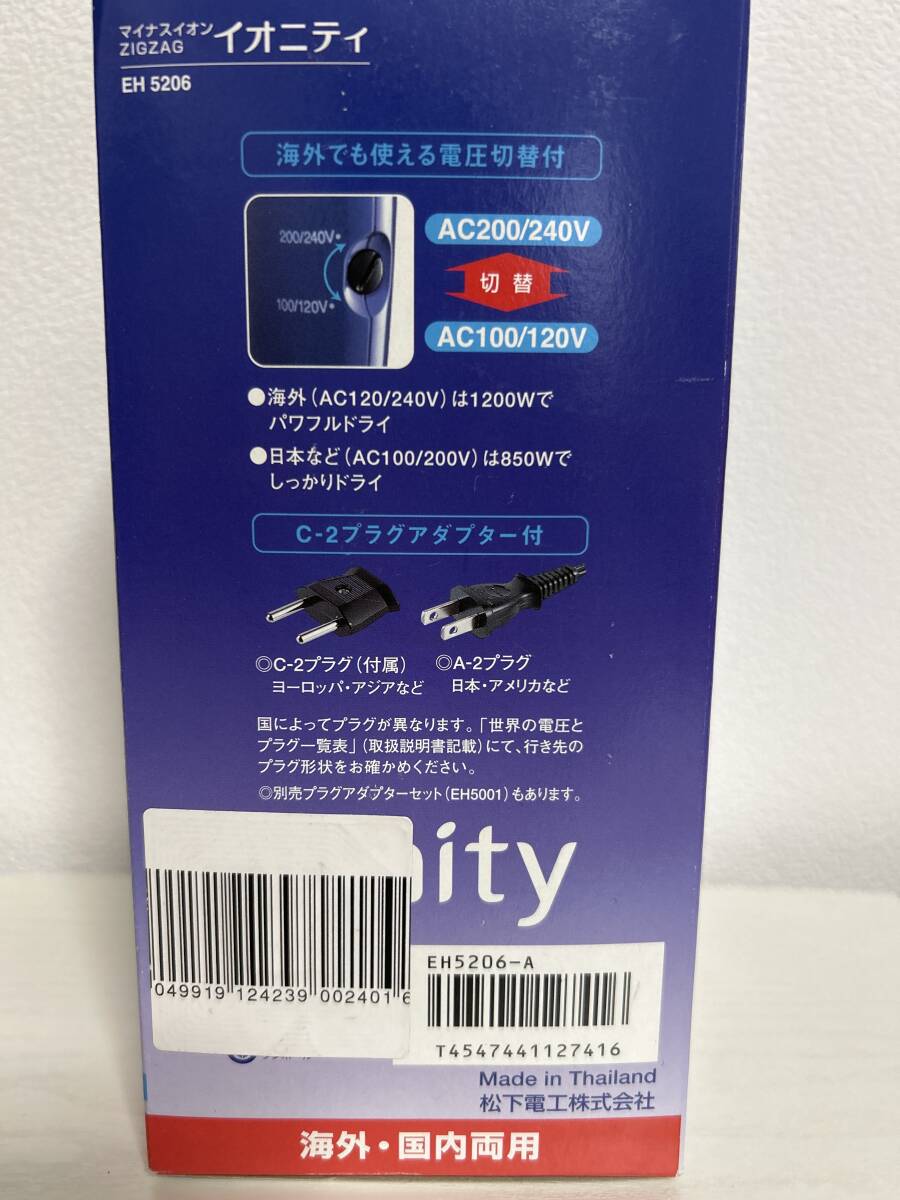 マイナスイオン
ZIGZAG
イオニティ
EH 5206
海外でも使える電圧切替付
200/240V•
100/120V•
AC200/240V
切替
AC100/120V
●海外（AC120/240V）は1200Wで
パワフルドライ
●日本など（AC100/200V）は850Wで
しっかりドライ
C-2プラグアダプター付
◎C-2プラグ（付属）
ヨーロッパ・アジアなど
◎A-2プラグ
日本・アメリカなど
国によってプラグが異なります。「世界の電圧と
プラグ一覧表」（取扱説明書記載）にて、行き先の
プラグ形状をお確かめください。
◎別売プラグアダプターセット（EH5001）もあります。
nity
049919 124239 002401 6
EH5206-A
T4547441127416
Made in Thailand
松下電工株式会社
海外・国内両用